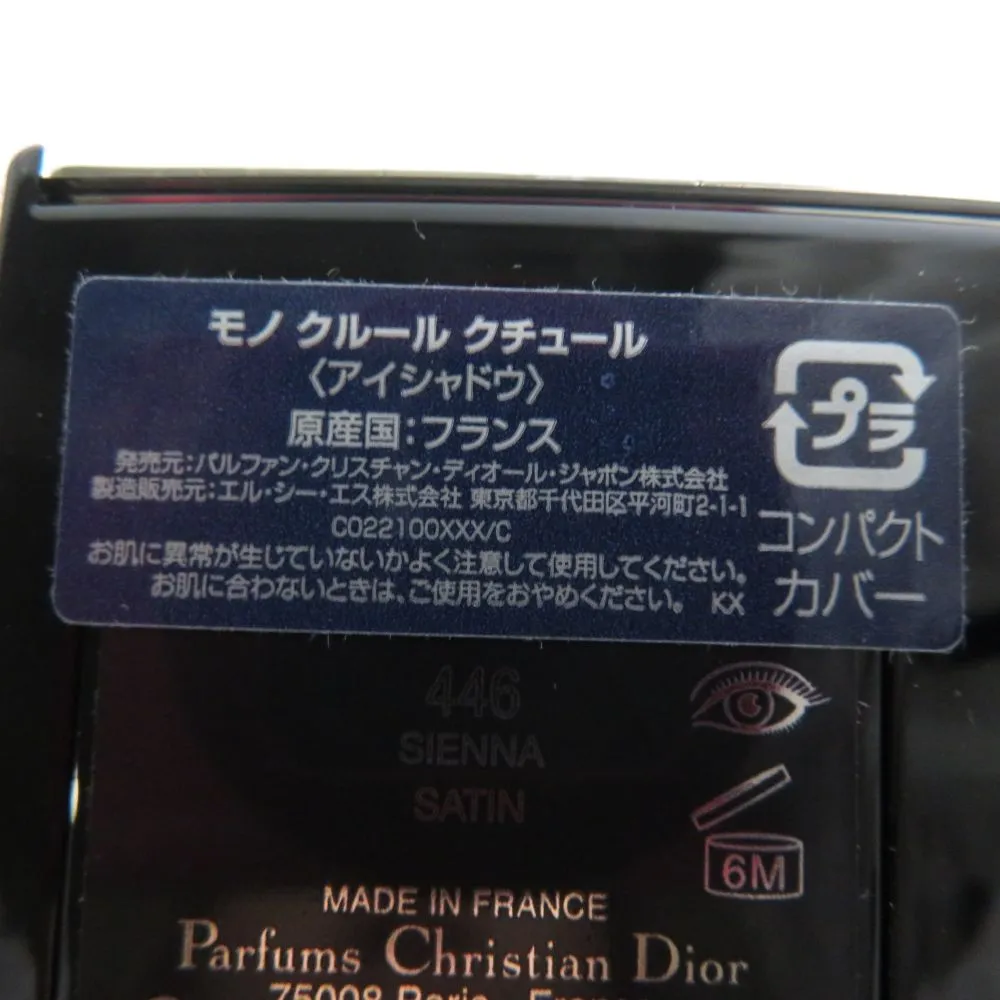 モノ クルール クチュール
〈アイシャドウ〉
原産国:フランス
発売元:パルファン・クリスチャン・ディオール・ジャポン株式会社
製造販売元:エル・シー・エス株式会社 東京都千代田区平河町2-1-1
C022100XXX/C
お肌に異常が生じていないかよく注意して使用してください。
お肌に合わないときは、ご使用をおやめください。 KX
プラ
コンパクト
カバー
446
SIENNA
SATIN
6M
MADE IN FRANCE
Parfums Christian Dior
75008 Paris - France